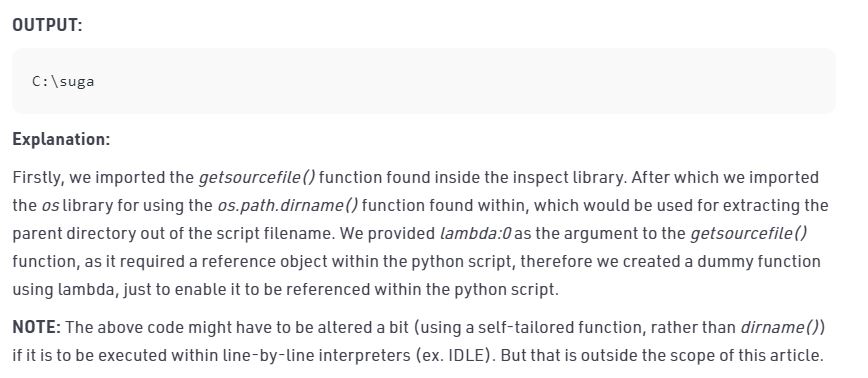 OUTPUT:
C:\suga
Explanation:
Firstly, we imported the getsourcefile() function found inside the inspect library. After which we imported
the os library for using the os.path.dirname() function found within, which would be used for extracting the
parent directory out of the script filename. We provided lambda:0 as the argument to the getsourcefile()
function, as it required a reference object within the python script, therefore we created a dummy function
using lambda, just to enable it to be referenced within the python script.
NOTE: The above code might have to be altered a bit (using a self-tailored function, rather than dirname())
if it is to be executed within line-by-line interpreters (ex. IDLE). But that is outside the scope of this article.